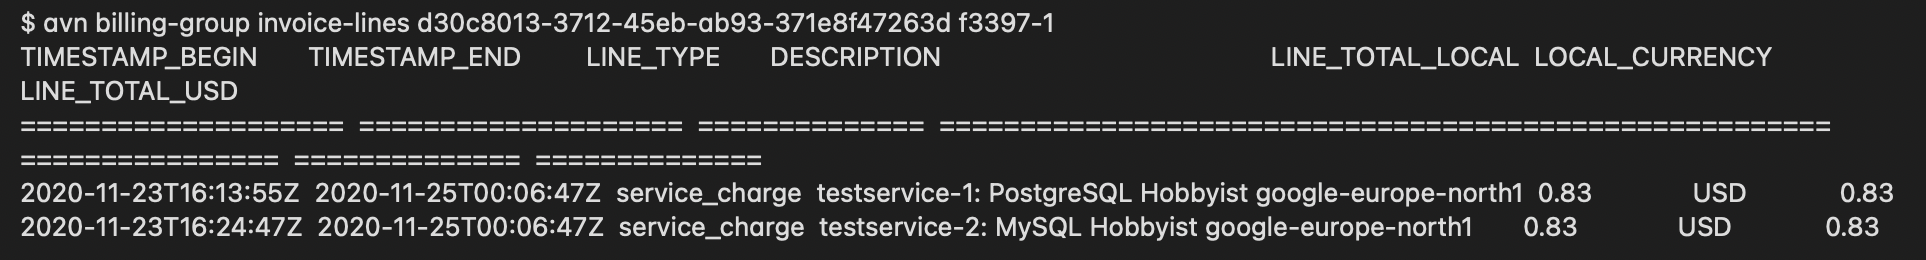 $ avn billing-group invoice-lines d30c8013-3712-45eb-ab93-371e8f47263d f3397-1
TIMESTAMP_BEGIN TIMESTAMP_END LINE_TYPE DESCRIPTION LINE_TOTAL_LOCAL LOCAL_CURRENCY
LINE_TOTAL_USD
==================== ==================== ============== =======================================================
================ ============== ==============
2020-11-23T16:13:55Z 2020-11-25T00:06:47Z service_charge testservice-1: PostgreSQL Hobbyist google-europe-north1 0.83 USD 0.83
2020-11-23T16:24:47Z 2020-11-25T00:06:47Z service_charge testservice-2: MySQL Hobbyist google-europe-north1 0.83 USD 0.83